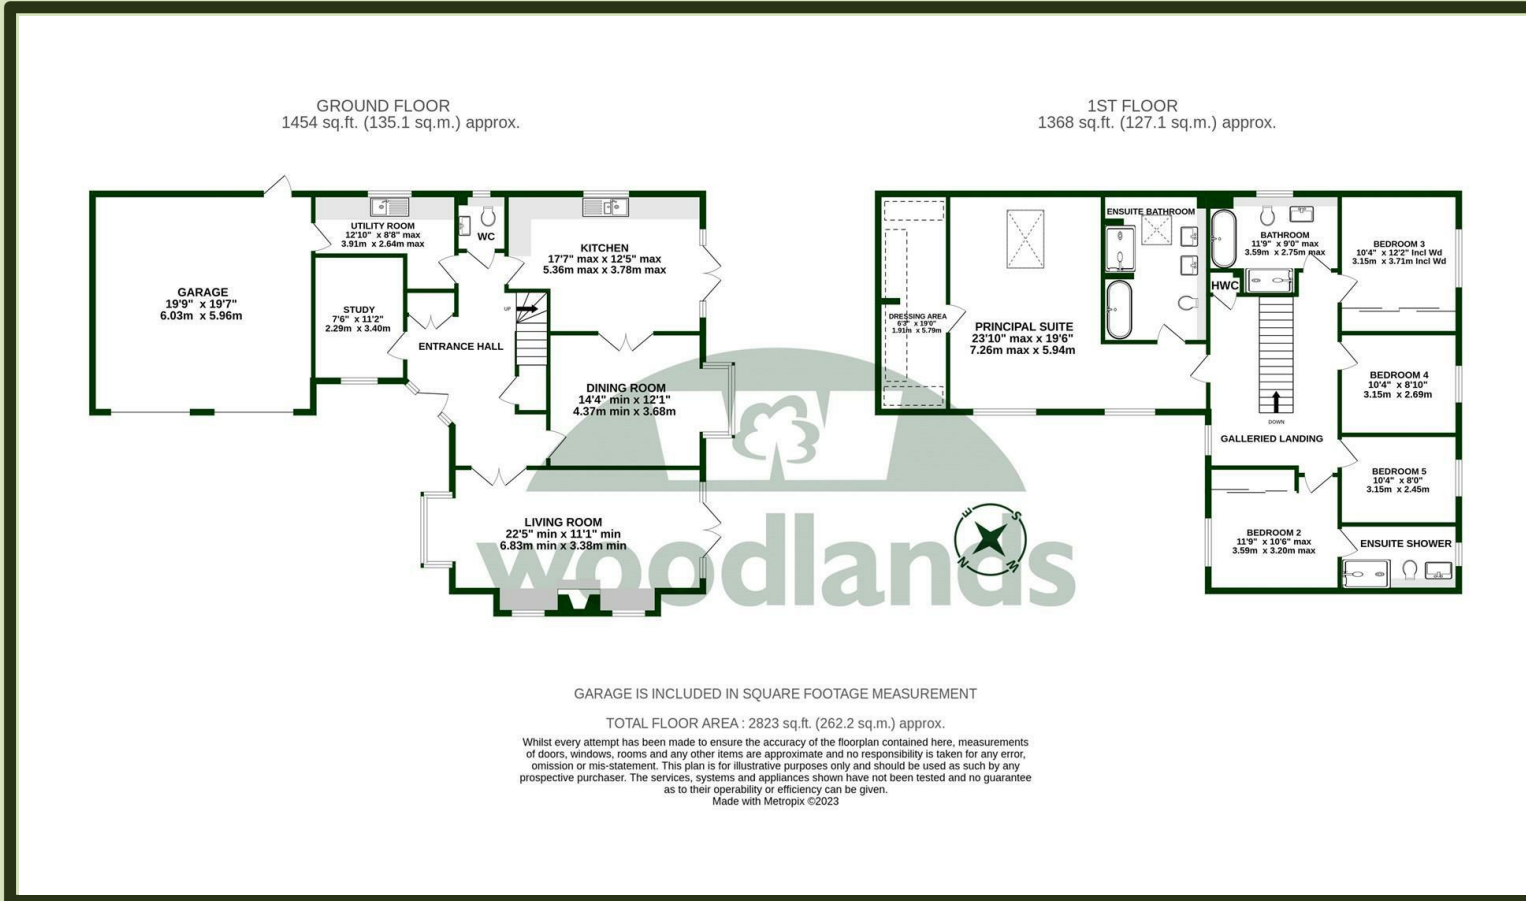 GROUND FLOOR
1454 sq.ft. (135.1 sq.m.) approx.
1ST FLOOR
1368 sq.ft. (127.1 sq.m.) approx.
GARAGE
19'9" x 19'7"
6.03m x 5.96m
UTILITY ROOM
12'10" x 8'8" max
3.91m x 2.64m max
WC
KITCHEN
17'7" max x 12'5" max
5.36m max x 3.78m max
STUDY
7'6" x 11'2"
2.29m x 3.40m
UP
ENTRANCE HALL
DINING ROOM
14'4" min x 12'1"
4.37m min x 3.68m
LIVING ROOM
22'5" min x 11'1" min
6.83m min x 3.38m min
DRESSING AREA
6'3" x 19'0"
1.91m x 5.79m
PRINCIPAL SUITE
23'10" max x 19'6"
7.26m max x 5.94m
ENSUITE BATHROOM
BATHROOM
11'9" x 9'0" max
3.59m x 2.75m max
HWC
BEDROOM 3
10'4" x 12'2" Incl Wd
3.15m x 3.71m Incl Wd
BEDROOM 4
10'4" x 8'10"
3.15m x 2.69m
DOWN
GALLERIED LANDING
BEDROOM 5
10'4" x 8'0"
3.15m x 2.45m
BEDROOM 2
11'9" x 10'6" max
3.59m x 3.20m max
ENSUITE SHOWER
woodlands
E
S
N
W
GARAGE IS INCLUDED IN SQUARE FOOTAGE MEASUREMENT
TOTAL FLOOR AREA : 2823 sq.ft. (262.2 sq.m.) approx.
Whilst every attempt has been made to ensure the accuracy of the floorplan contained here, measurements
of doors, windows, rooms and any other items are approximate and no responsibility is taken for any error,
omission or mis-statement. This plan is for illustrative purposes only and should be used as such by any
prospective purchaser. The services, systems and appliances shown have not been tested and no guarantee
as to their operability or efficiency can be given.
Made with Metropix ©2023